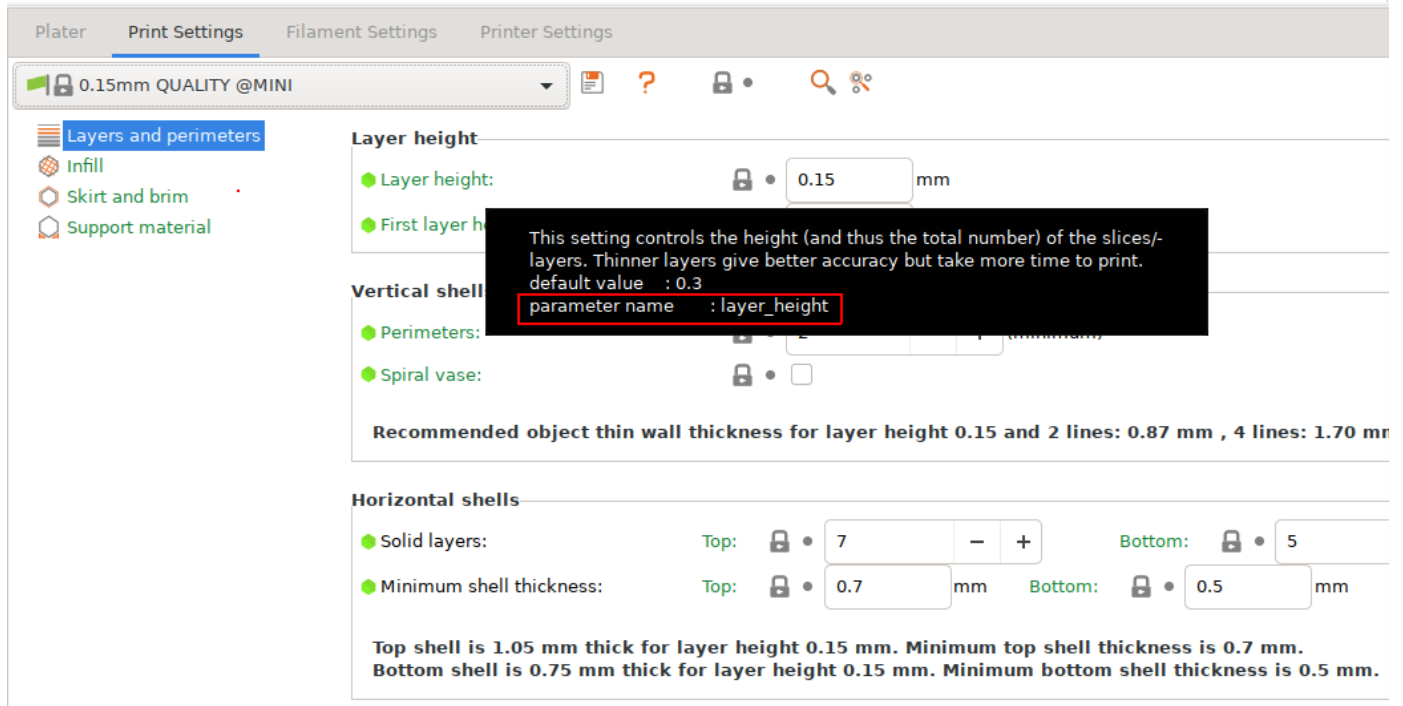 Plater Print Settings Filament Settings Printer Settings
0.15mm QUALITY @MINI
?
Layers and perimeters
Infill
Skirt and brim
Support material
Layer height
Layer height: 0.15 mm
First layer h
This setting controls the height (and thus the total number) of the slices/-
layers. Thinner layers give better accuracy but take more time to print.
default value : 0.3
parameter name : layer_height
Vertical shell
Perimeters:
Spiral vase:
Recommended object thin wall thickness for layer height 0.15 and 2 lines: 0.87 mm , 4 lines: 1.70 mm
Horizontal shells
Solid layers: Top: 7 − + Bottom: 5
Minimum shell thickness: Top: 0.7 mm Bottom: 0.5 mm
Top shell is 1.05 mm thick for layer height 0.15 mm. Minimum top shell thickness is 0.7 mm.
Bottom shell is 0.75 mm thick for layer height 0.15 mm. Minimum bottom shell thickness is 0.5 mm.